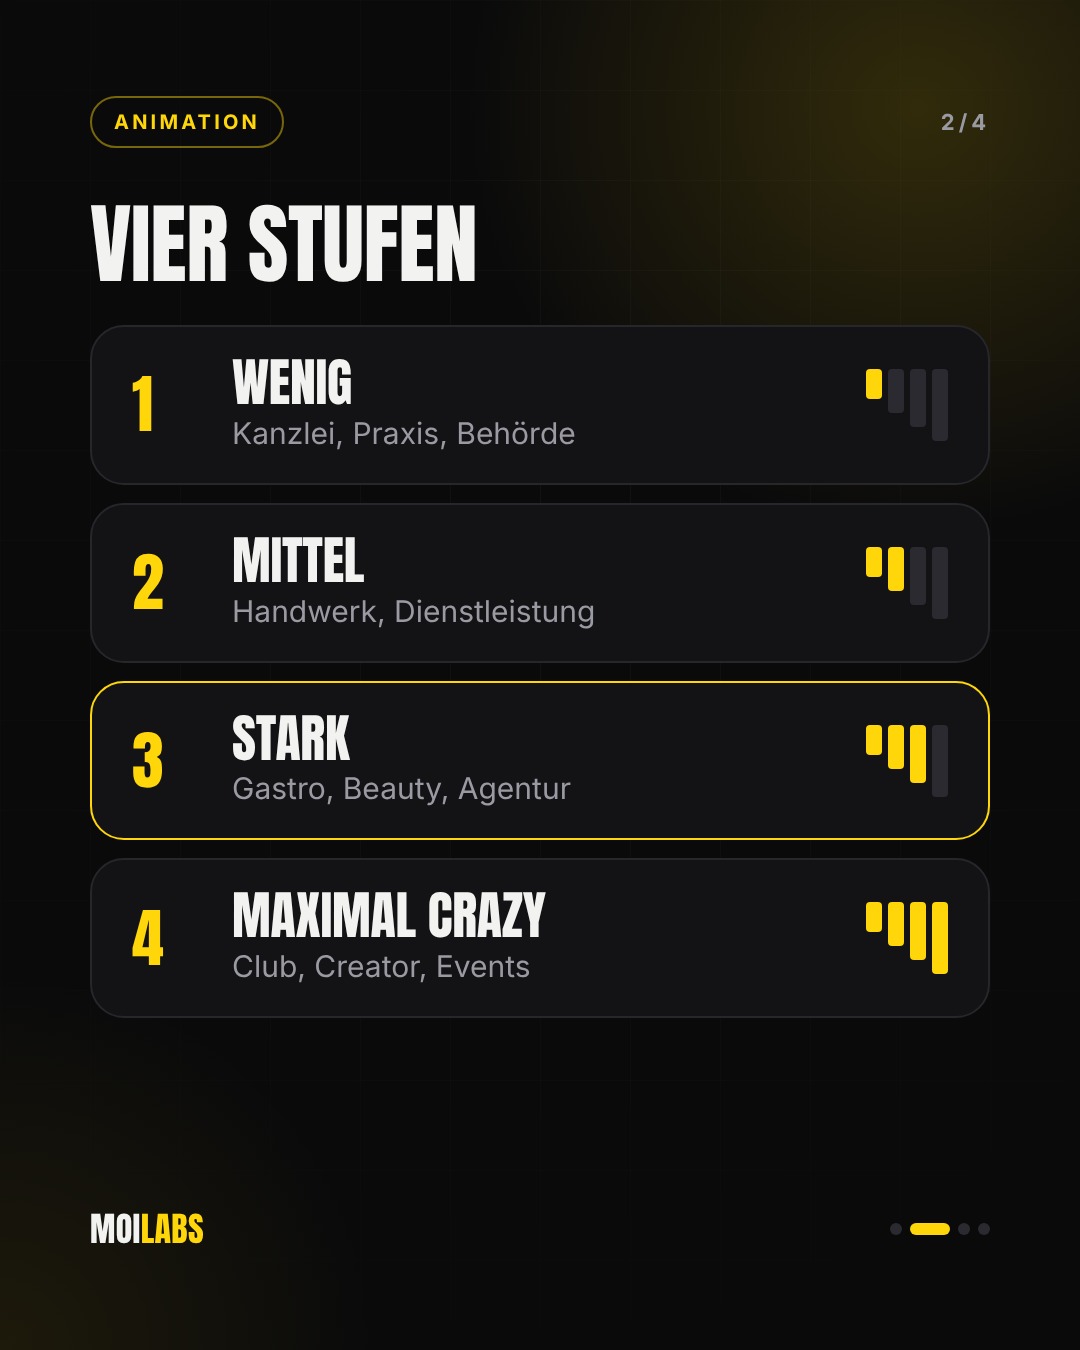 ANIMATION
2/4
VIER STUFEN
1
WENIG
Kanzlei, Praxis, Behörde
2
MITTEL
Handwerk, Dienstleistung
3
STARK
Gastro, Beauty, Agentur
4
MAXIMAL CRAZY
Club, Creator, Events
MOILABS